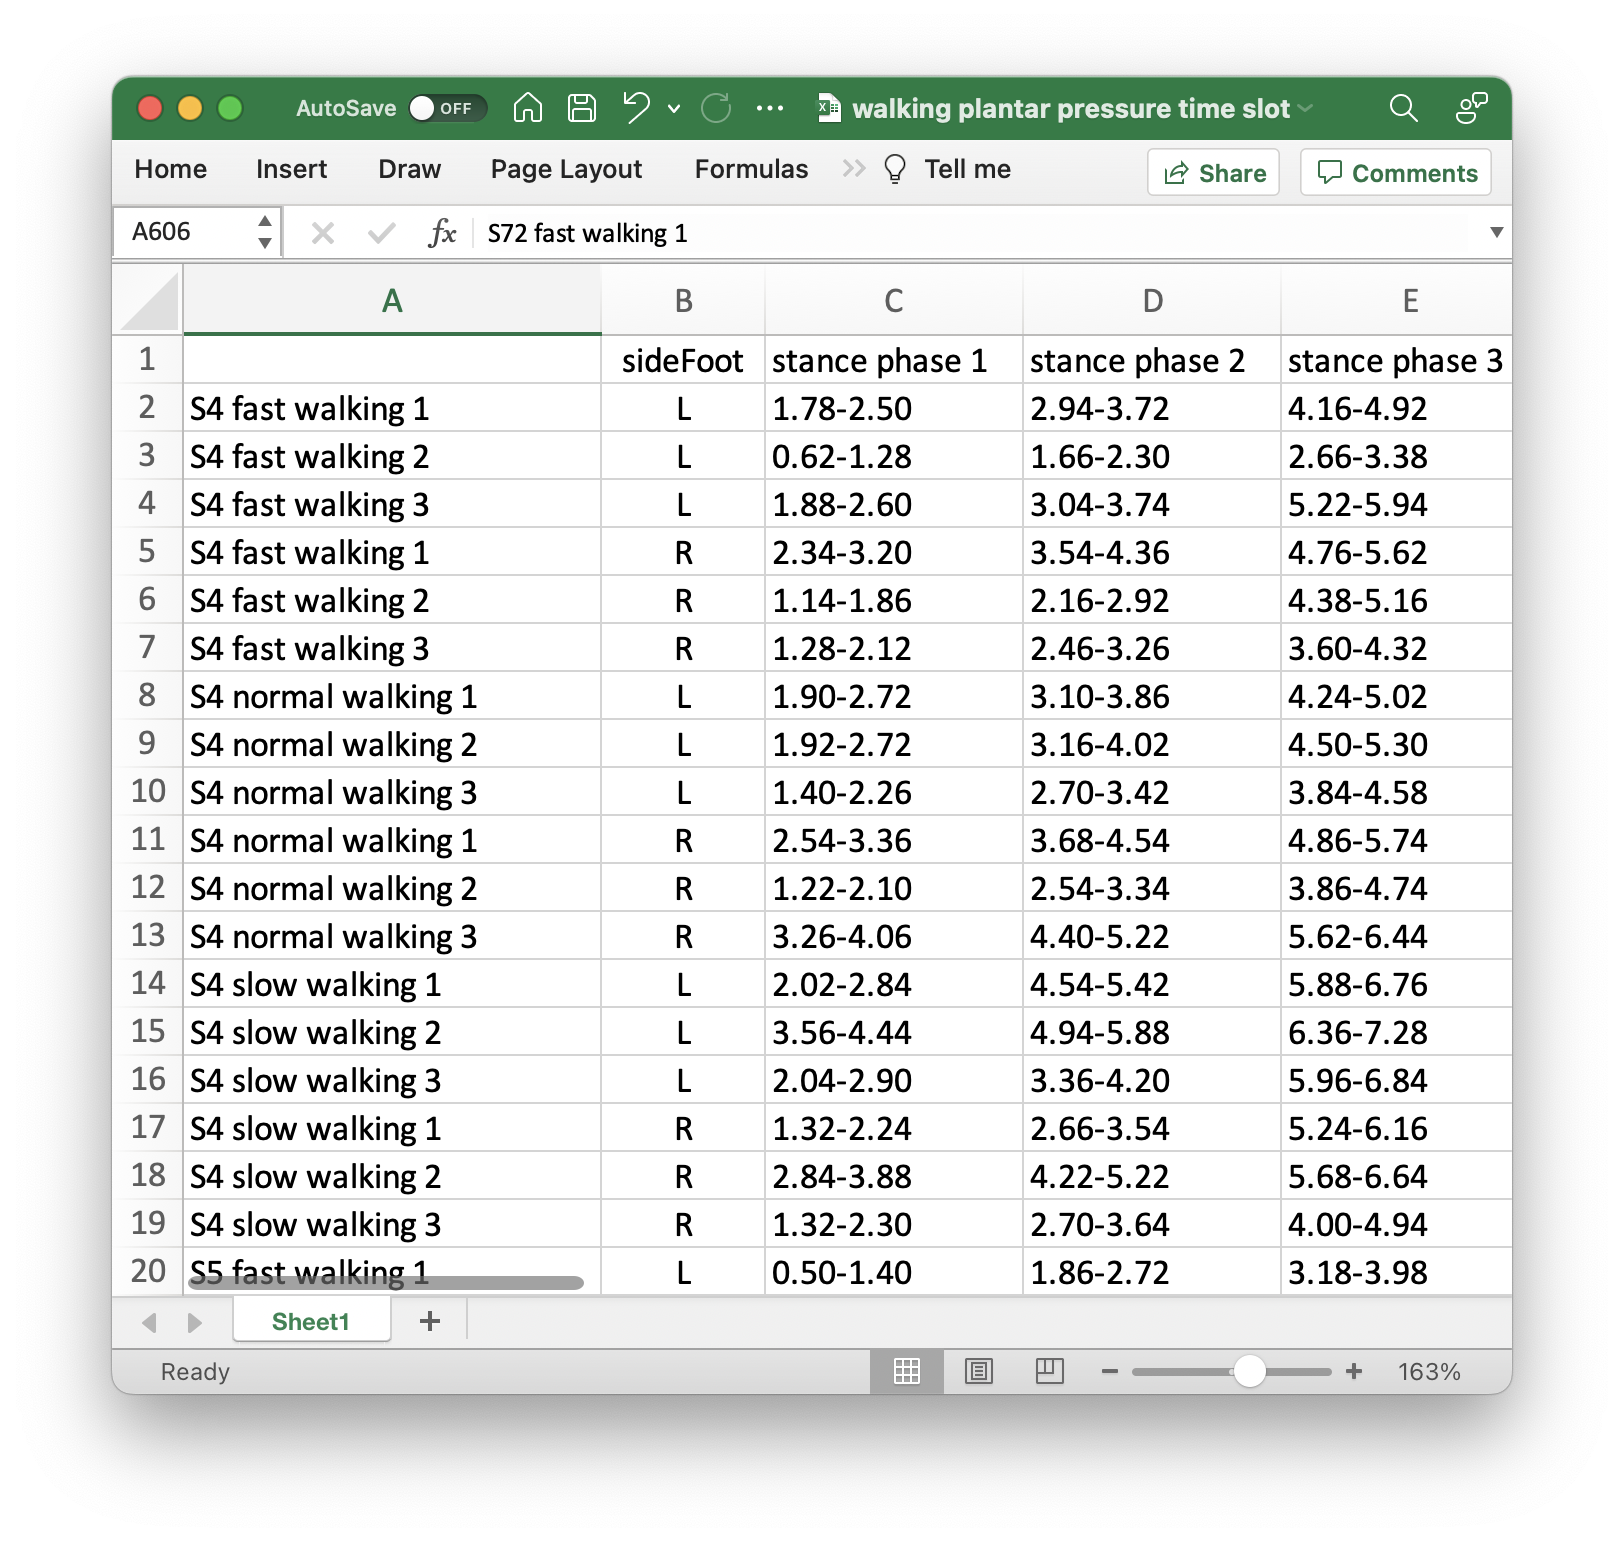 AutoSave OFF walking plantar pressure time slot
Home Insert Draw Page Layout Formulas >> Tell me Share Comments
A606 fx S72 fast walking 1
A B C D E
1 sideFoot stance phase 1 stance phase 2 stance phase 3
2 S4 fast walking 1 L 1.78-2.50 2.94-3.72 4.16-4.92
3 S4 fast walking 2 L 0.62-1.28 1.66-2.30 2.66-3.38
4 S4 fast walking 3 L 1.88-2.60 3.04-3.74 5.22-5.94
5 S4 fast walking 1 R 2.34-3.20 3.54-4.36 4.76-5.62
6 S4 fast walking 2 R 1.14-1.86 2.16-2.92 4.38-5.16
7 S4 fast walking 3 R 1.28-2.12 2.46-3.26 3.60-4.32
8 S4 normal walking 1 L 1.90-2.72 3.10-3.86 4.24-5.02
9 S4 normal walking 2 L 1.92-2.72 3.16-4.02 4.50-5.30
10 S4 normal walking 3 L 1.40-2.26 2.70-3.42 3.84-4.58
11 S4 normal walking 1 R 2.54-3.36 3.68-4.54 4.86-5.74
12 S4 normal walking 2 R 1.22-2.10 2.54-3.34 3.86-4.74
13 S4 normal walking 3 R 3.26-4.06 4.40-5.22 5.62-6.44
14 S4 slow walking 1 L 2.02-2.84 4.54-5.42 5.88-6.76
15 S4 slow walking 2 L 3.56-4.44 4.94-5.88 6.36-7.28
16 S4 slow walking 3 L 2.04-2.90 3.36-4.20 5.96-6.84
17 S4 slow walking 1 R 1.32-2.24 2.66-3.54 5.24-6.16
18 S4 slow walking 2 R 2.84-3.88 4.22-5.22 5.68-6.64
19 S4 slow walking 3 R 1.32-2.30 2.70-3.64 4.00-4.94
20 S5 fast walking 1 L 0.50-1.40 1.86-2.72 3.18-3.98
Sheet1 +
Ready 163%